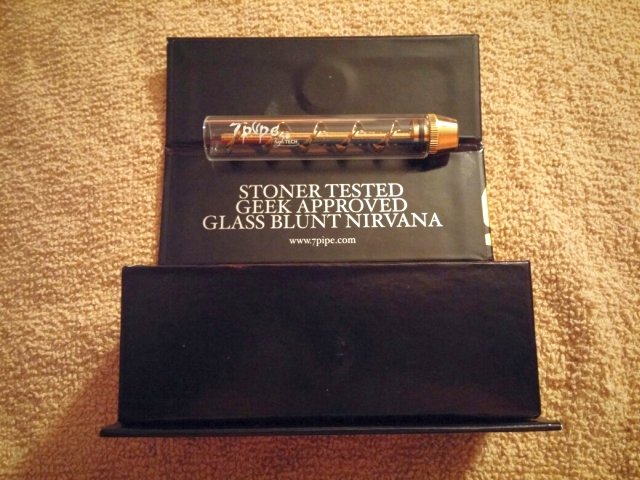 7pipe
STONER TESTED
GEEK APPROVED
GLASS BLUNT NIRVANA
www.7pipe.com